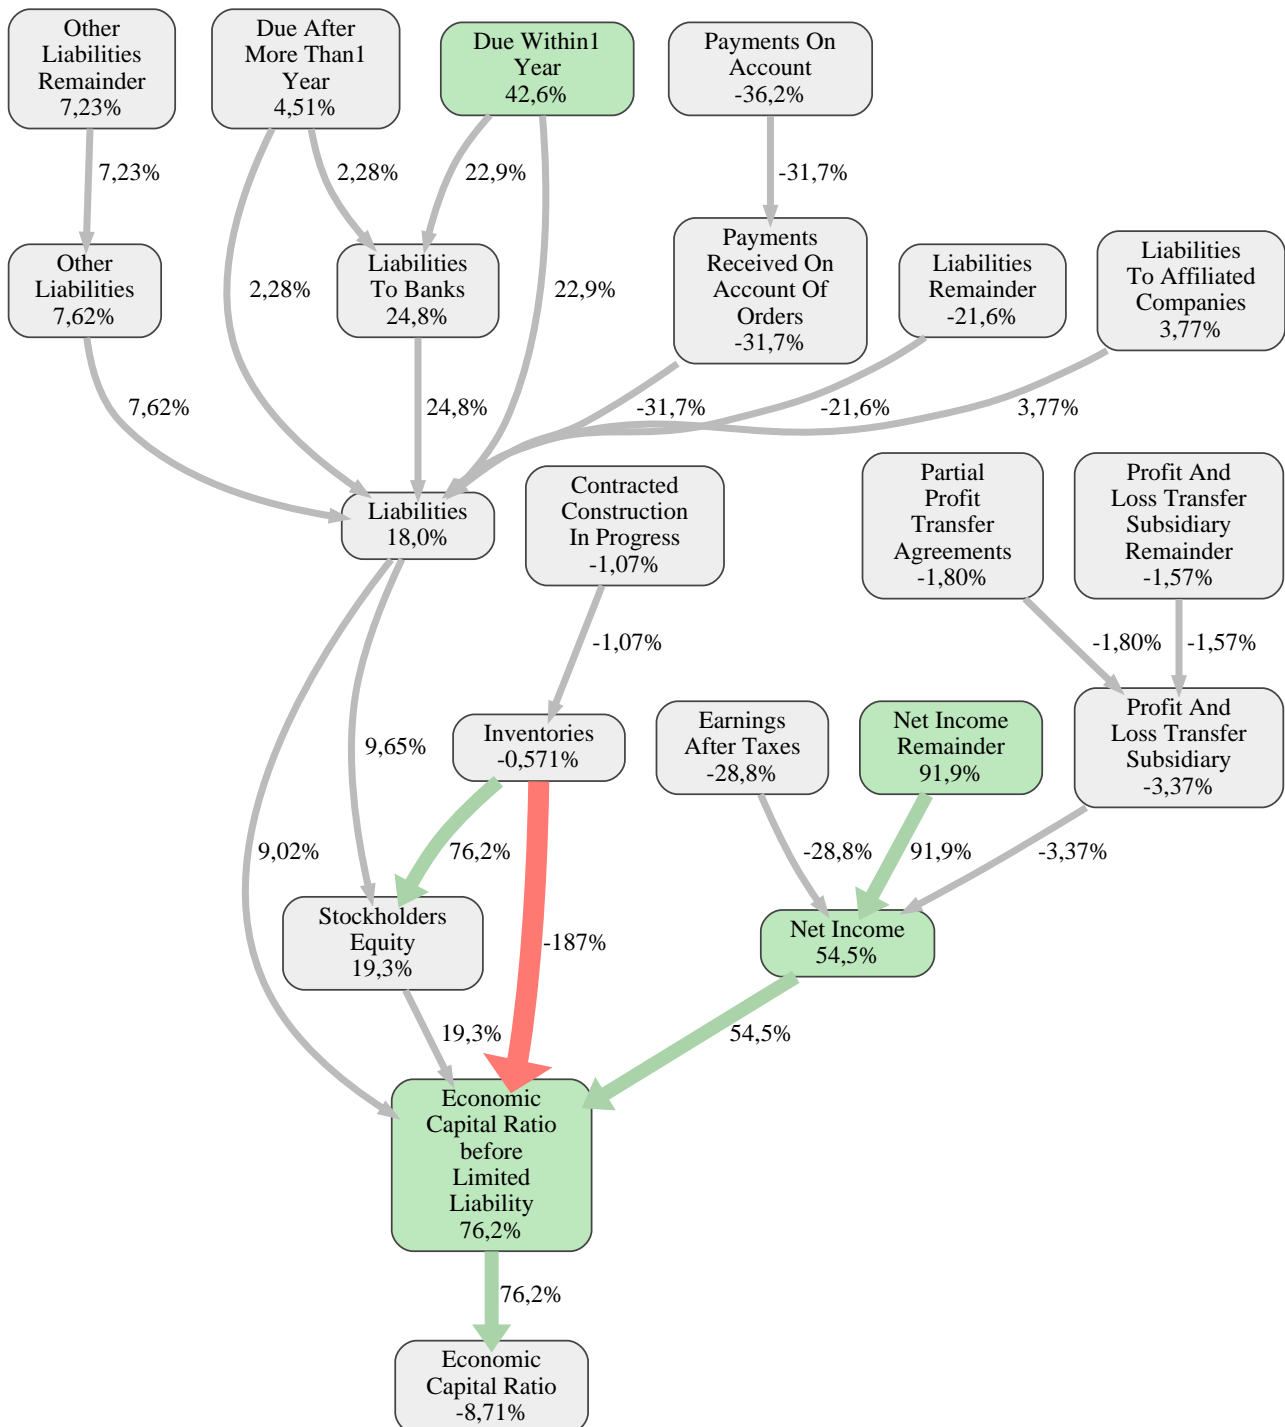 Other
Liabilities
Remainder
7,23%
Due After
More Than1
Year
4,51%
Due Within1
Year
42,6%
Payments On
Account
-36,2%
7,23%
2,28%
22,9%
-31,7%
Other
Liabilities
7,62%
2,28%
Liabilities
To Banks
24,8%
22,9%
Payments
Received On
Account Of
Orders
-31,7%
Liabilities
Remainder
-21,6%
Liabilities
To Affiliated
Companies
3,77%
7,62%
24,8%
-31,7%
-21,6%
3,77%
Liabilities
18,0%
Contracted
Construction
In Progress
-1,07%
Partial
Profit
Transfer
Agreements
-1,80%
Profit And
Loss Transfer
Subsidiary
Remainder
-1,57%
-1,07%
-1,80%
-1,57%
9,65%
Inventories
-0,571%
Earnings
After Taxes
-28,8%
Net Income
Remainder
91,9%
Profit And
Loss Transfer
Subsidiary
-3,37%
9,02%
76,2%
-28,8%
91,9%
-3,37%
Stockholders
Equity
19,3%
-187%
Net Income
54,5%
19,3%
54,5%
Economic
Capital Ratio
before
Limited
Liability
76,2%
76,2%
Economic
Capital Ratio
-8,71%